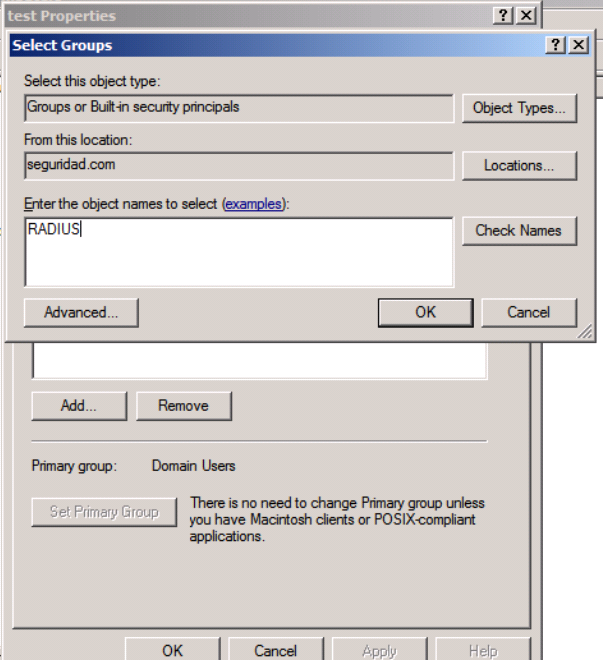 test Properties
Select Groups
Select this object type:
Groups or Built-in security principals
Object Types...
From this location:
seguridad.com
Locations...
Enter the object names to select (examples):
RADIUS
Check Names
Advanced...
OK
Cancel
Add...
Remove
Primary group:
Domain Users
Set Primary Group
There is no need to change Primary group unless
you have Macintosh clients or POSIX-compliant
applications.
OK
Cancel
Apply
Help